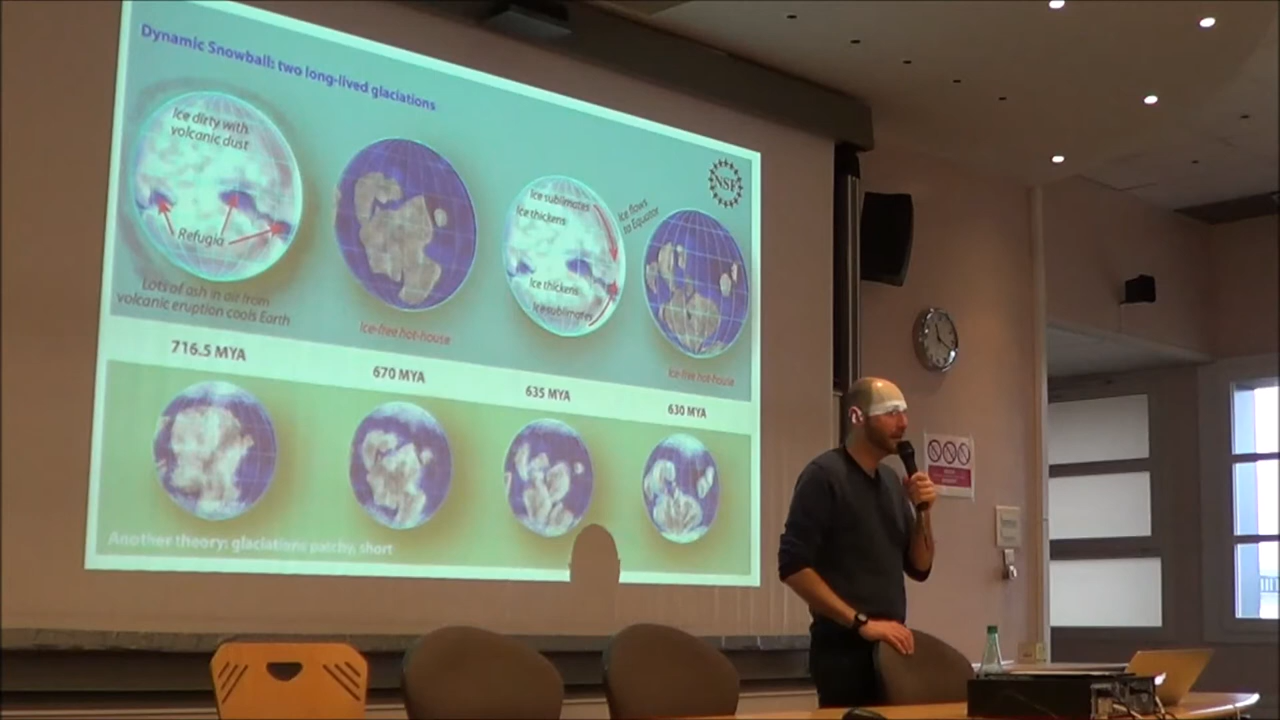 Dynamic Snowball: two long-lived glaciations
Ice dirty with
volcanic dust
Refugia
Lots of ash in air from
volcanic eruption cools Earth
Ice-free hot-house
Ice sublimates
Ice thickens
Ice flows
to Equator
Ice thickens
Ice sublimates
NSF
Ice-free hot-house
716.5 MYA
670 MYA
635 MYA
630 MYA
Another theory: glaciations patchy, short